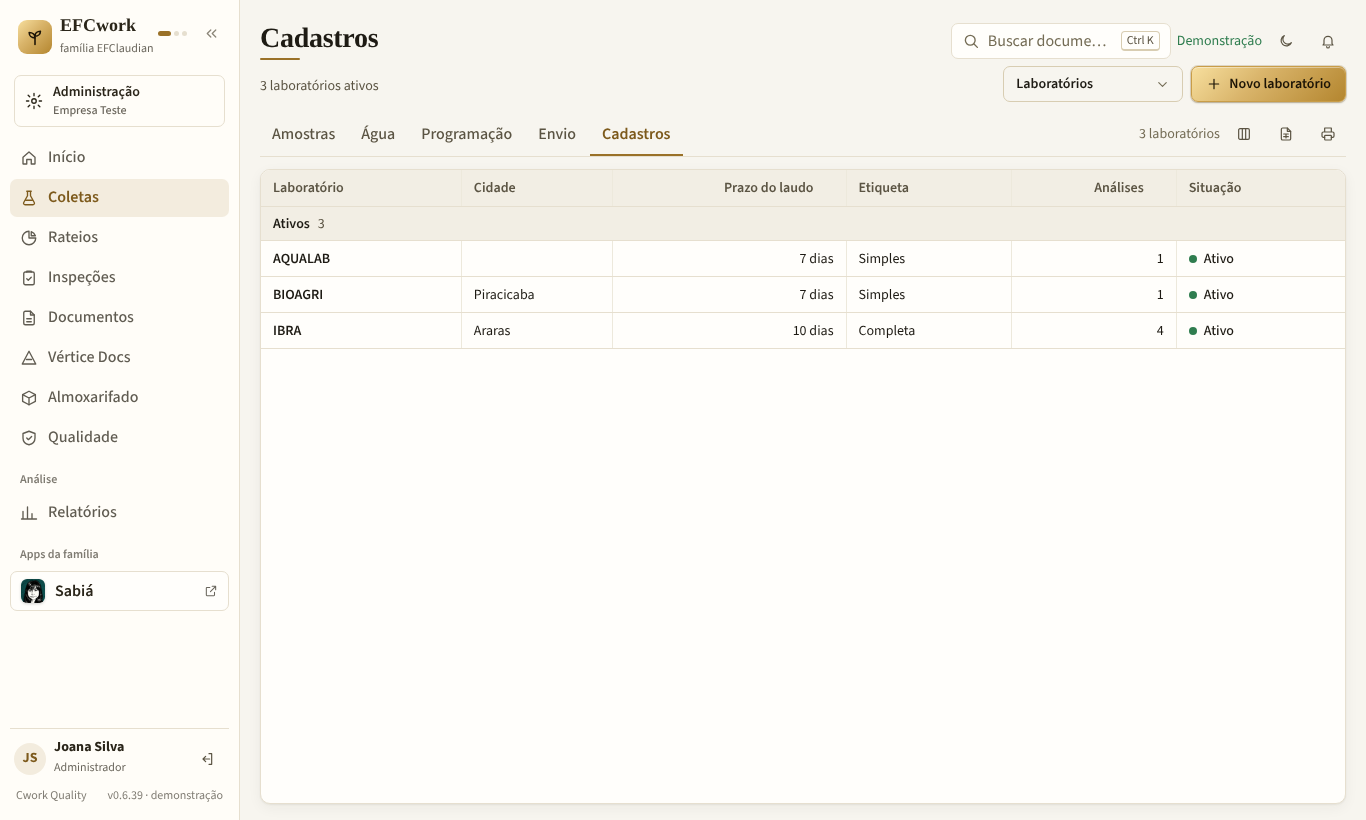 EFCwork
família EFClaudian
Administração
Empresa Teste
Início
Coletas
Rateios
Inspeções
Documentos
Vértice Docs
Almoxarifado
Qualidade
Análise
Relatórios
Apps da família
Sabiá
JS
Joana Silva
Administrador
Cwork Quality
v0.6.39 · demonstração
Cadastros
Buscar docume…
Ctrl K
Demonstração
3 laboratórios ativos
Laboratórios
Novo laboratório
Amostras
Água
Programação
Envio
Cadastros
3 laboratórios
Laboratório Cidade Prazo do laudo Etiqueta Análises Situação
Ativos 3
AQUALAB 7 dias Simples 1 Ativo
BIOAGRI Piracicaba 7 dias Simples 1 Ativo
IBRA Araras 10 dias Completa 4 Ativo